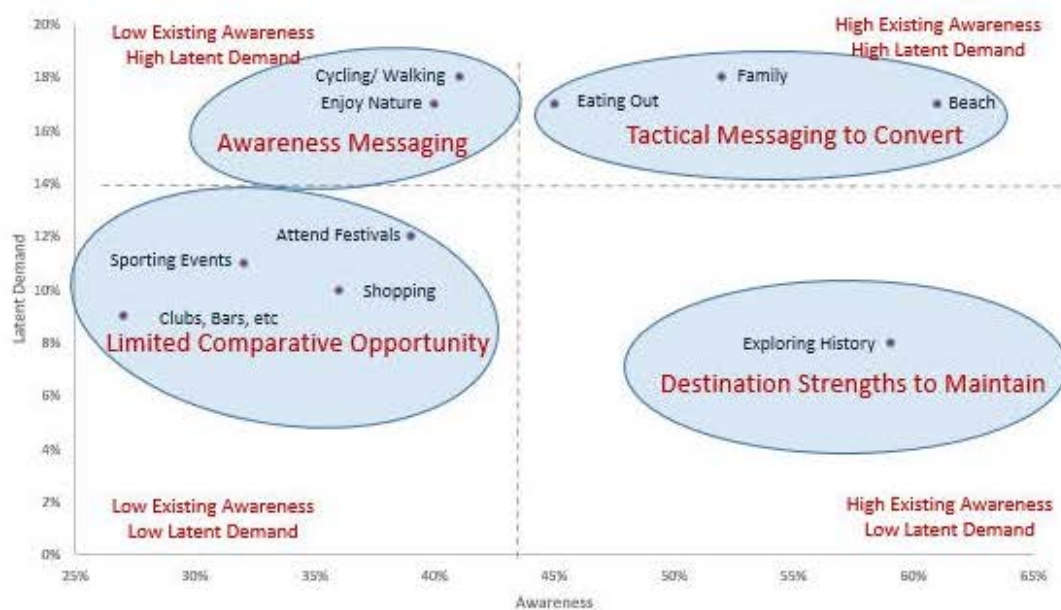 20%
Low Existing Awareness
High Latent Demand
High Existing Awareness
High Latent Demand
18%
Cycling/ Walking
Family
Enjoy Nature
Eating Out
Beach
16%
Awareness Messaging
Tactical Messaging to Convert
14%
12%
Attend Festivals
Sporting Events
10%
Shopping
Clubs, Bars, etc
Limited Comparative Opportunity
8%
Exploring History
Destination Strengths to Maintain
6%
4%
2%
Low Existing Awareness
Low Latent Demand
High Existing Awareness
Low Latent Demand
0%
Latent Demand
25%
30%
35%
40%
45%
50%
55%
60%
65%
Awareness